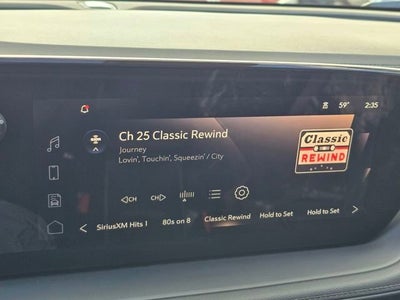 59° 2:35
Ch 25 Classic Rewind
Journey
Lovin', Touchin', Squeezin' / City
Classic
REWIND
CH CH
SiriusXM Hits 1 80s on 8 Classic Rewind Hold to Set Hold to Set